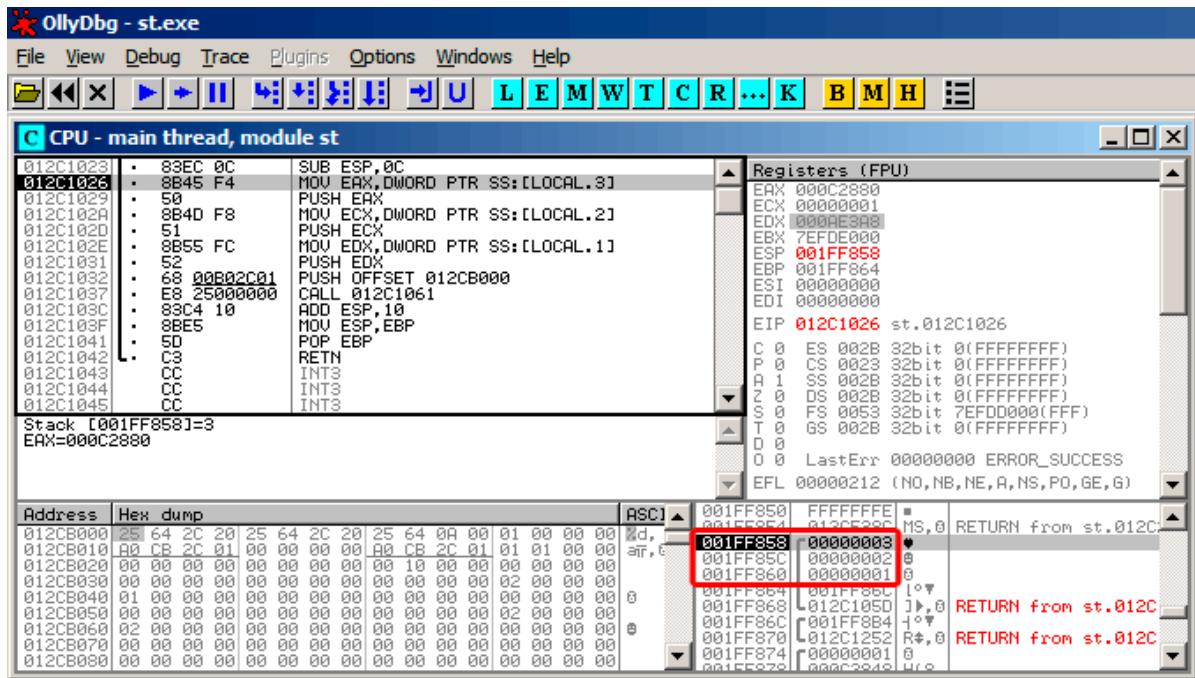 OllyDbg - st.exe
File View Debug Trace Plugins Options Windows Help
L E M W T C R ... K B M H
C CPU - main thread, module st
012C1023 83EC 0C SUB ESP,0C
012C1026 8B45 F4 MOV EAX,DWORD PTR SS:[LOCAL.3]
012C1029 50 PUSH EAX
012C102A 8B4D F8 MOV ECX,DWORD PTR SS:[LOCAL.2]
012C102D 51 PUSH ECX
012C102E 8B55 FC MOV EDX,DWORD PTR SS:[LOCAL.1]
012C1031 52 PUSH EDX
012C1032 68 00B02C01 PUSH OFFSET 012CB000
012C1037 E8 25000000 CALL 012C1061
012C103C 83C4 10 ADD ESP,10
012C103F 8BE5 MOV ESP,EBP
012C1041 5D POP EBP
012C1042 C3 RETN
012C1043 CC INT3
012C1044 CC INT3
012C1045 CC INT3
Stack [001FF858]=3
EAX=000C2880
Registers (FPU)
EAX 000C2880
ECX 00000001
EDX 000AE3A8
EBX 7EFDE000
ESP 001FF858
EBP 001FF864
ESI 00000000
EDI 00000000
EIP 012C1026 st.012C1026
C 0 ES 002B 32bit 0(FFFFFFFF)
P 0 CS 0023 32bit 0(FFFFFFFF)
A 1 SS 002B 32bit 0(FFFFFFFF)
Z 0 DS 002B 32bit 0(FFFFFFFF)
S 0 FS 0053 32bit 7EFDD000(FFF)
T 0 GS 002B 32bit 0(FFFFFFFF)
D 0
O 0 LastErr 00000000 ERROR_SUCCESS
EFL 00000212 (NO,NB,NE,A,NS,PO,GE,G)
Address Hex dump ASCI
012CB000 25 64 2C 20 25 64 2C 20 25 64 0A 00 01 00 00 00 %d,
012CB010 A0 CB 2C 01 00 00 00 00 A0 CB 2C 01 01 01 00 00
012CB020 00 00 00 00 00 00 00 00 00 10 00 00 00 00 00 00
012CB030 00 00 00 00 00 00 00 00 00 00 00 00 02 00 00 00
012CB040 01 00 00 00 00 00 00 00 00 00 00 00 00 00 00 00
012CB050 00 00 00 00 00 00 00 00 00 00 00 00 02 00 00 00
012CB060 02 00 00 00 00 00 00 00 00 00 00 00 00 00 00 00
012CB070 00 00 00 00 00 00 00 00 00 00 00 00 00 00 00 00
012CB080 00 00 00 00 00 00 00 00 00 00 00 00 00 00 00 00
001FF850 FFFFFFFE
001FF854 MS,0 RETURN from st.012C
001FF858 00000003 ♥
001FF85C 00000002
001FF860 00000001
001FF864 001FF86C
001FF868 012C105D ]►,0 RETURN from st.012C
001FF86C 001FF8B4
001FF870 012C1252 R‡,0 RETURN from st.012C
001FF874 00000001